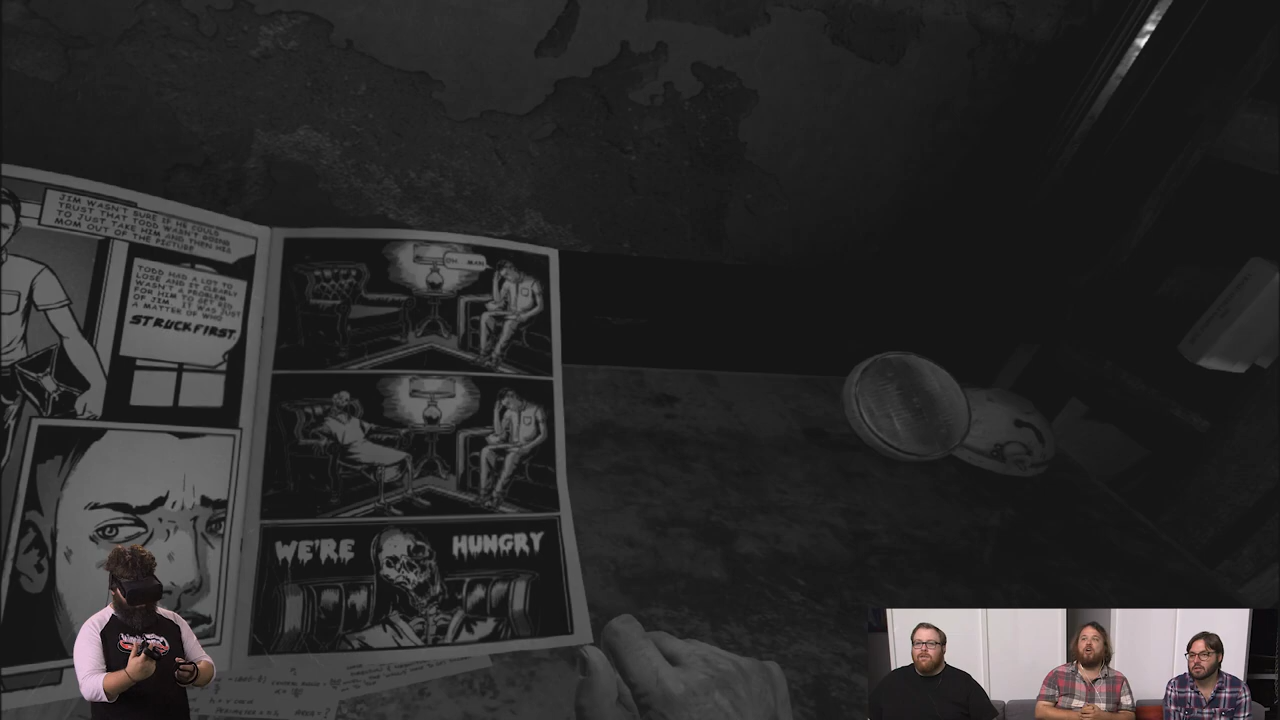 JIM WASN'T SURE IF HE COULD
TRUST THAT TODD WASN'T GOING
TO JUST TAKE HIM AND THEN HIS
MOM OUT OF THE PICTURE
TODD HAD A LOT TO
LOSE AND IT CLEARLY
WASN'T A PROBLEM
FOR HIM TO GET RID
OF JIM. IT WAS JUST
A MATTER OF WHO
STRUCK FIRST.
OH, MAN.
WE'RE HUNGRY